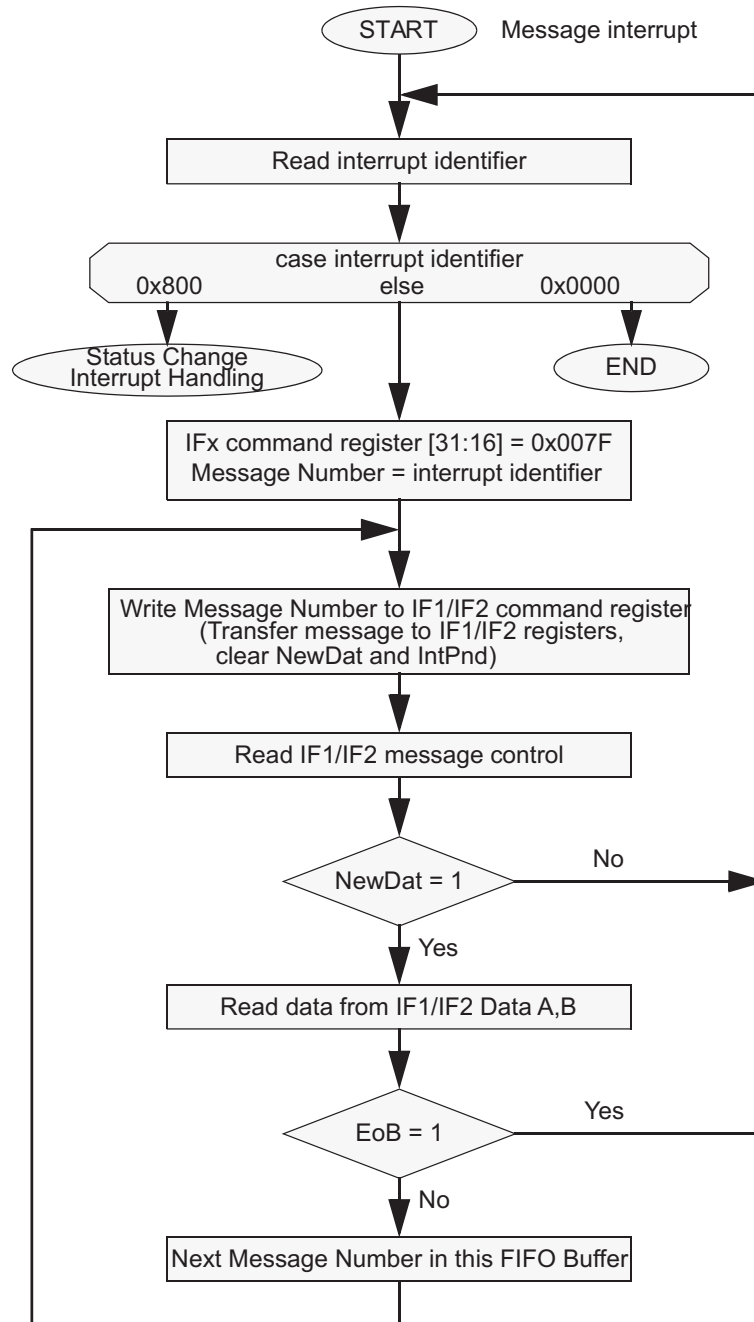 START
Message interrupt
Read interrupt identifier
case interrupt identifier
0x800
else
0x0000
Status Change
Interrupt Handling
END
IFx command register [31:16] = 0x007F
Message Number = interrupt identifier
Write Message Number to IF1/IF2 command register
(Transfer message to IF1/IF2 registers,
clear NewDat and IntPnd)
Read IF1/IF2 message control
NewDat = 1
No
Yes
Read data from IF1/IF2 Data A,B
EoB = 1
Yes
No
Next Message Number in this FIFO Buffer